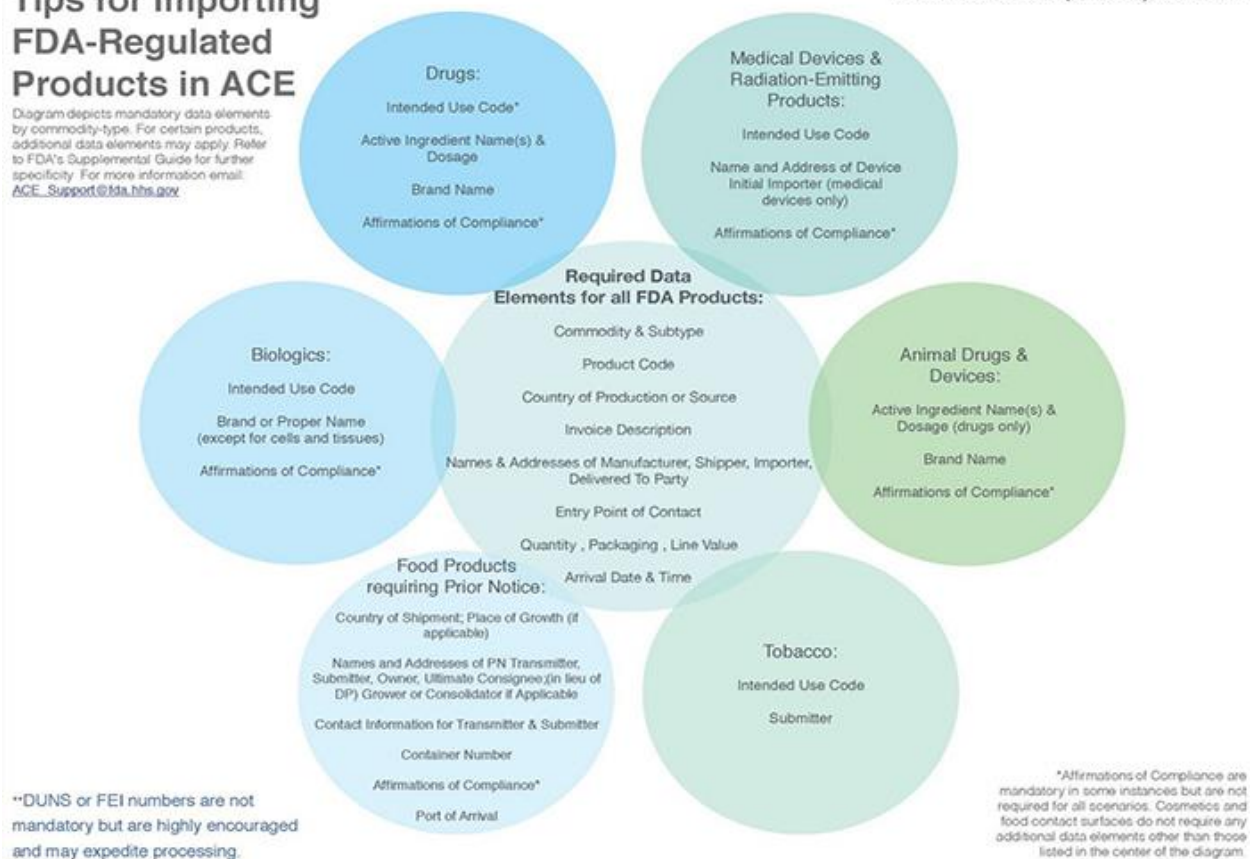 Tips for Importing
FDA-Regulated
Products in ACE
Diagram depicts mandatory data elements
by commodity-type. For certain products,
additional data elements may apply. Refer
to FDA's Supplemental Guide for further
specificity. For more information email:
ACE_Support@fda.hhs.gov
Drugs:
Intended Use Code*
Active Ingredient Name(s) &
Dosage
Brand Name
Affirmations of Compliance*
Medical Devices &
Radiation-Emitting
Products:
Intended Use Code
Name and Address of Device
Initial Importer (medical
devices only)
Affirmations of Compliance*
Required Data
Elements for all FDA Products:
Commodity & Subtype
Product Code
Country of Production or Source
Invoice Description
Names & Addresses of Manufacturer, Shipper, Importer,
Delivered To Party
Entry Point of Contact
Quantity , Packaging , Line Value
Arrival Date & Time
Biologics:
Intended Use Code
Brand or Proper Name
(except for cells and tissues)
Affirmations of Compliance*
Animal Drugs &
Devices:
Active Ingredient Name(s) &
Dosage (drugs only)
Brand Name
Affirmations of Compliance*
Food Products
requiring Prior Notice:
Country of Shipment; Place of Growth (if
applicable)
Names and Addresses of PN Transmitter,
Submitter, Owner, Ultimate Consignee;(in lieu of
DP) Grower or Consolidator if Applicable
Contact Information for Transmitter & Submitter
Container Number
Affirmations of Compliance*
Port of Arrival
Tobacco:
Intended Use Code
Submitter
**DUNS or FEI numbers are not
mandatory but are highly encouraged
and may expedite processing.
*Affirmations of Compliance are
mandatory in some instances but are not
required for all scenarios. Cosmetics and
food contact surfaces do not require any
additional data elements other than those
listed in the center of the diagram.